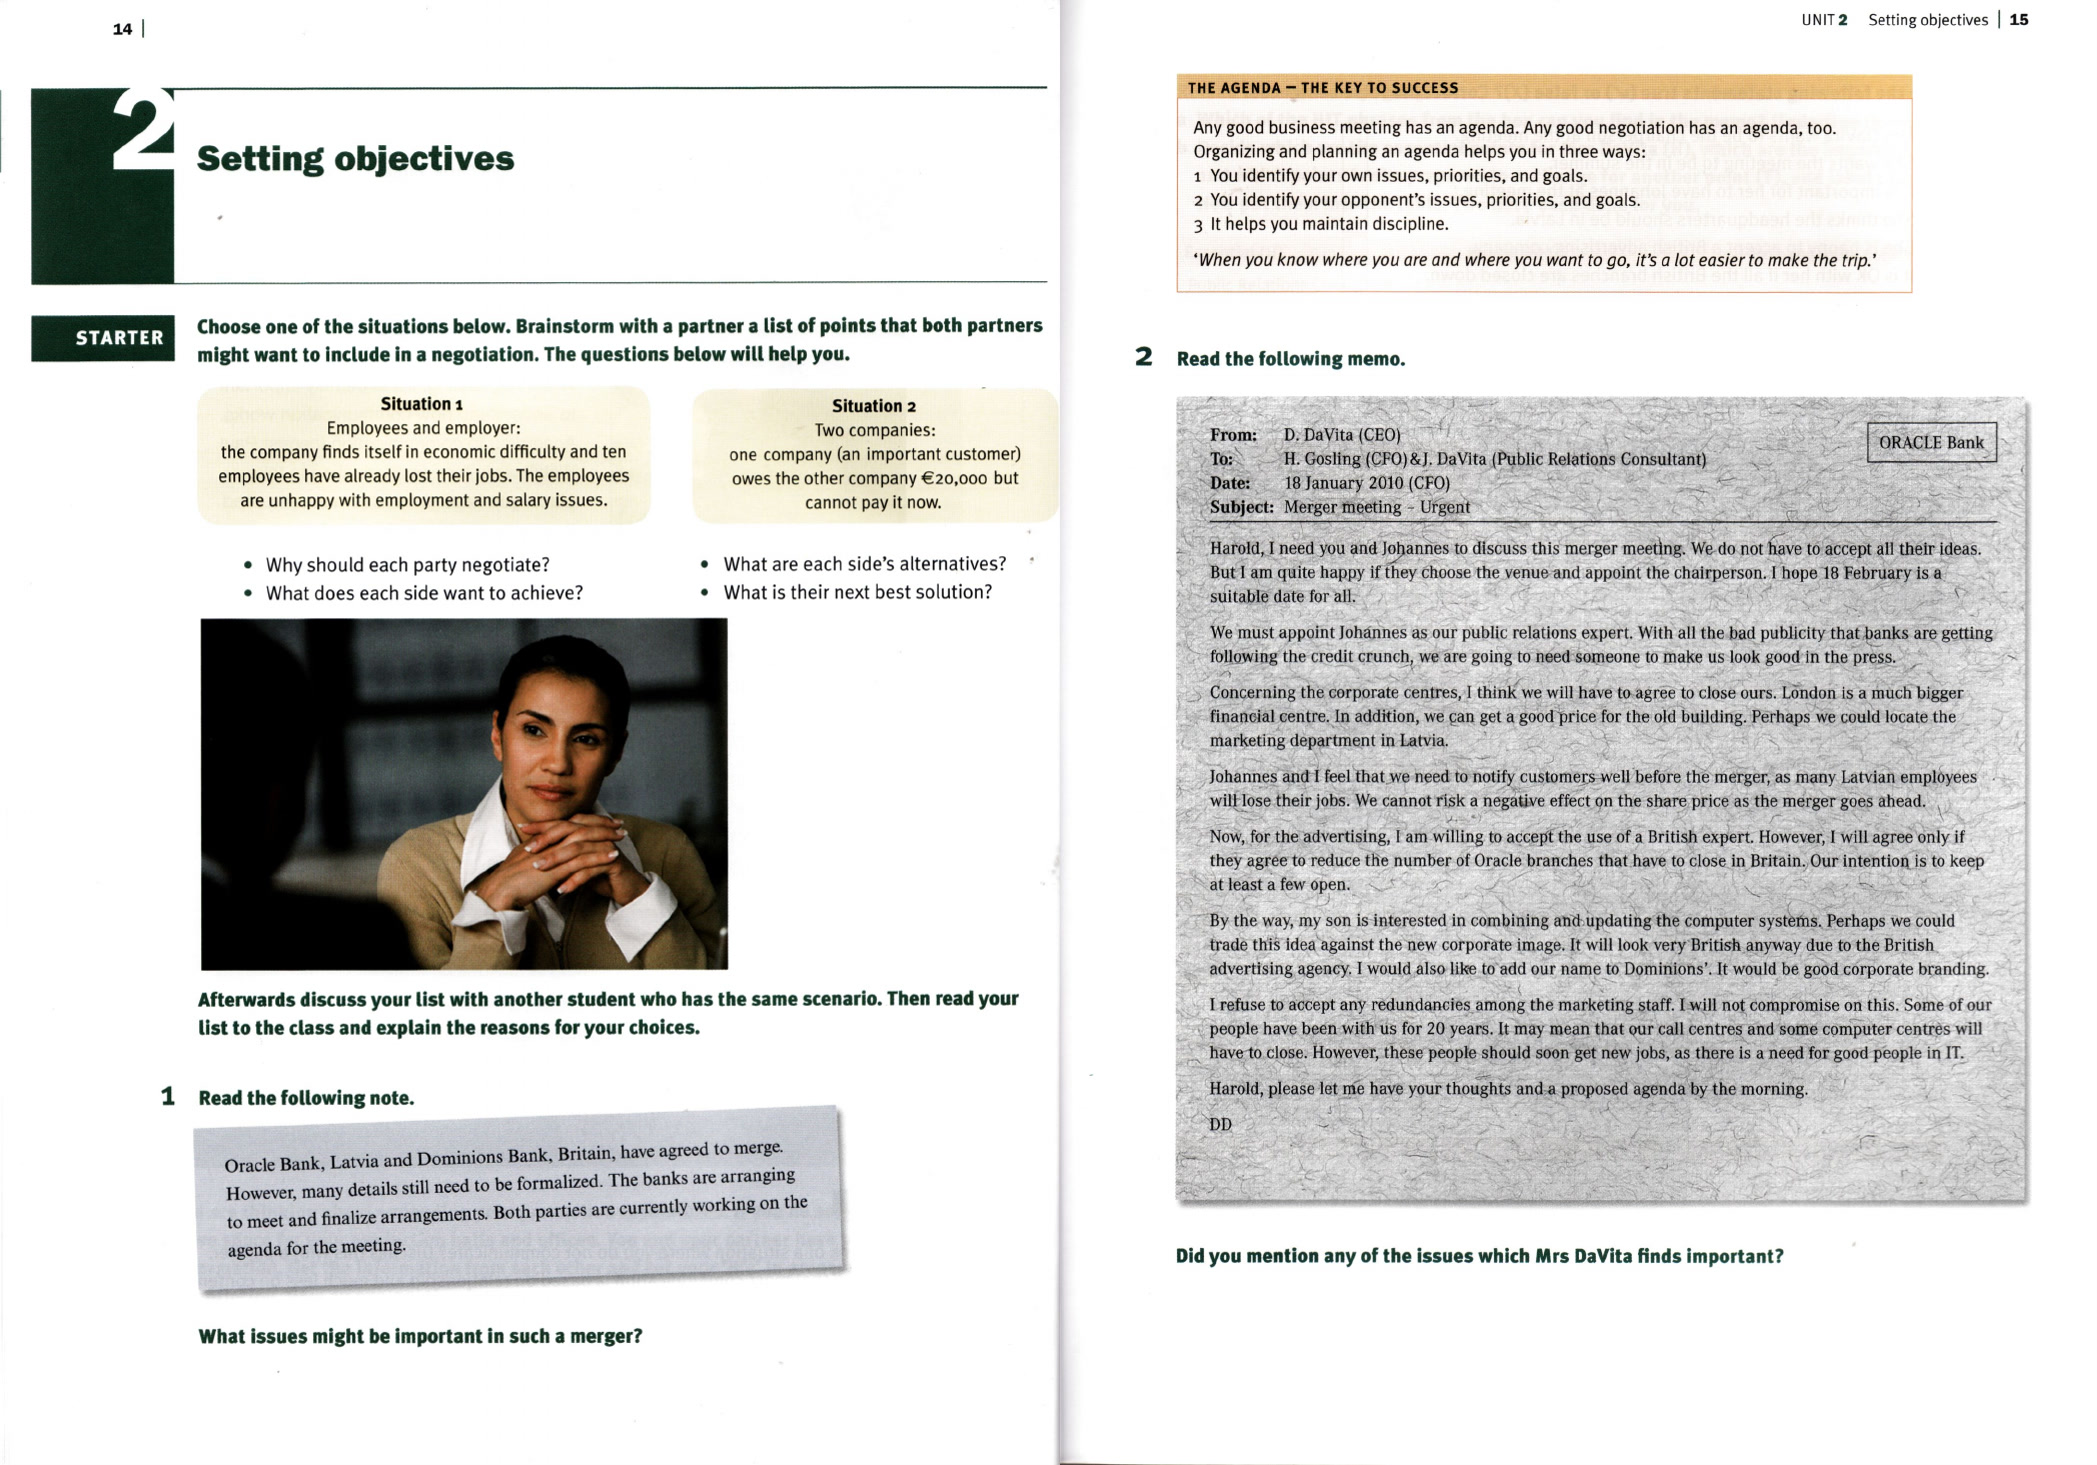 14 |
2
Setting objectives
STARTER
Choose one of the situations below. Brainstorm with a partner a list of points that both partners
might want to include in a negotiation. The questions below will help you.
Situation 1
Employees and employer:
the company finds itself in economic difficulty and ten
employees have already lost their jobs. The employees
are unhappy with employment and salary issues.
Situation 2
Two companies:
one company (an important customer)
owes the other company €20,000 but
cannot pay it now.
• Why should each party negotiate?
• What does each side want to achieve?
• What are each side's alternatives?
• What is their next best solution?
Afterwards discuss your list with another student who has the same scenario. Then read your
list to the class and explain the reasons for your choices.
1 Read the following note.
Oracle Bank, Latvia and Dominions Bank, Britain, have agreed to merge.
However, many details still need to be formalized. The banks are arranging
to meet and finalize arrangements. Both parties are currently working on the
agenda for the meeting.
What issues might be important in such a merger?
UNIT 2 Setting objectives | 15
THE AGENDA – THE KEY TO SUCCESS
Any good business meeting has an agenda. Any good negotiation has an agenda, too.
Organizing and planning an agenda helps you in three ways:
1 You identify your own issues, priorities, and goals.
2 You identify your opponent's issues, priorities, and goals.
3 It helps you maintain discipline.
'When you know where you are and where you want to go, it's a lot easier to make the trip.'
2 Read the following memo.
ORACLE Bank
From: D. DaVita (CEO)
To: H. Gosling (CFO)&J. DaVita (Public Relations Consultant)
Date: 18 January 2010 (CFO)
Subject: Merger meeting – Urgent
Harold, I need you and Johannes to discuss this merger meeting. We do not have to accept all their ideas.
But I am quite happy if they choose the venue and appoint the chairperson. I hope 18 February is a
suitable date for all.
We must appoint Johannes as our public relations expert. With all the bad publicity that banks are getting
following the credit crunch, we are going to need someone to make us look good in the press.
Concerning the corporate centres, I think we will have to agree to close ours. London is a much bigger
financial centre. In addition, we can get a good price for the old building. Perhaps we could locate the
marketing department in Latvia.
Johannes and I feel that we need to notify customers well before the merger, as many Latvian employees
will lose their jobs. We cannot risk a negative effect on the share price as the merger goes ahead.
Now, for the advertising, I am willing to accept the use of a British expert. However, I will agree only if
they agree to reduce the number of Oracle branches that have to close in Britain. Our intention is to keep
at least a few open.
By the way, my son is interested in combining and updating the computer systems. Perhaps we could
trade this idea against the new corporate image. It will look very British anyway due to the British
advertising agency. I would also like to add our name to Dominions'. It would be good corporate branding.
I refuse to accept any redundancies among the marketing staff. I will not compromise on this. Some of our
people have been with us for 20 years. It may mean that our call centres and some computer centres will
have to close. However, these people should soon get new jobs, as there is a need for good people in IT.
Harold, please let me have your thoughts and a proposed agenda by the morning.
DD
Did you mention any of the issues which Mrs DaVita finds important?